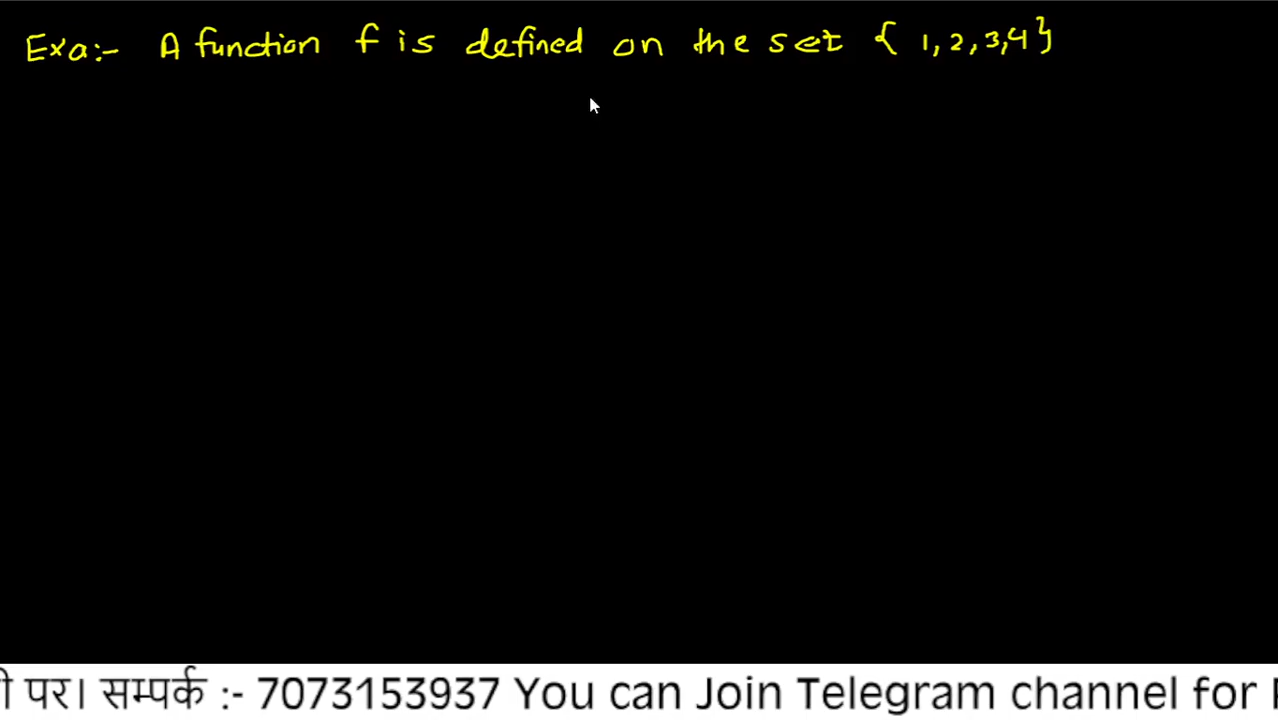 Exa:- A function f is defined on the set { 1, 2, 3, 4 }
पर। सम्पर्क :- 7073153937 You can Join Telegram channel for